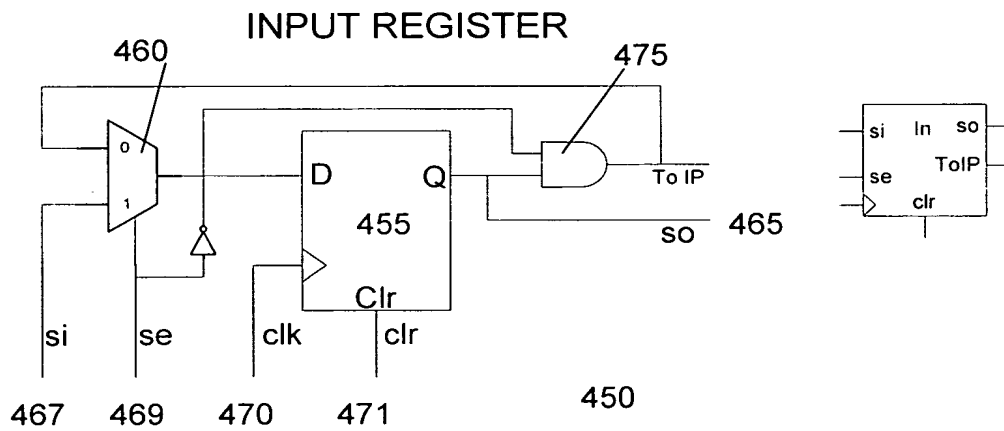 INPUT REGISTER
460
475
0
1
D
Q
455
Clr
To IP
so
465
si
se
clk
clr
467
469
470
471
450
si
In
so
se
ToIP
clr